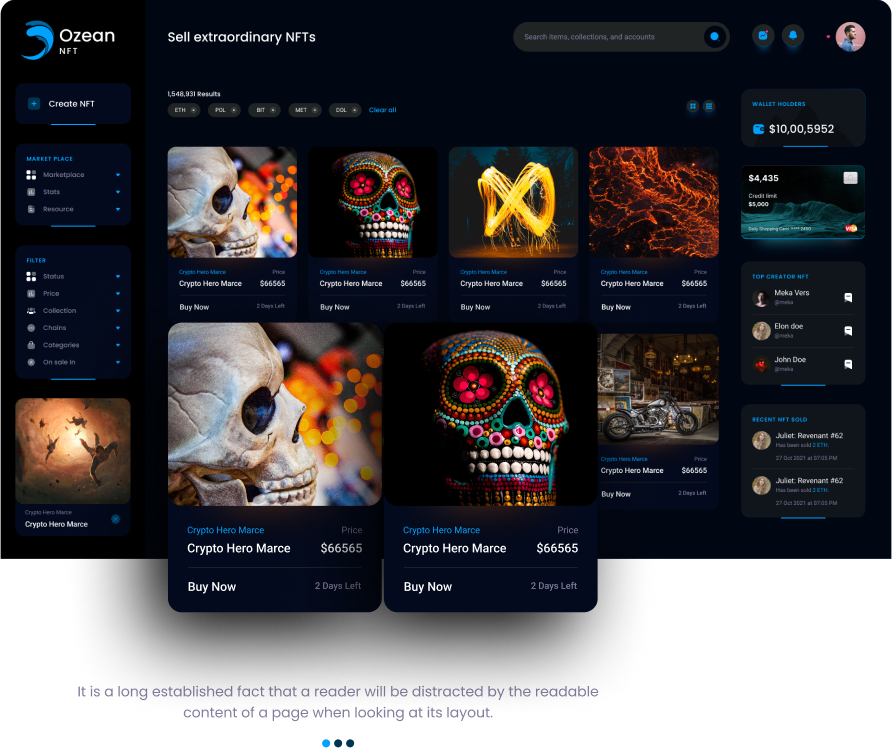 Ozean
NFT
Sell extraordinary NFTs
Search items, collections, and accounts
Create NFT
MARKET PLACE
Marketplace
Stats
Resource
FILTER
Status
Price
Collection
Chains
Categories
On sale In
Crypto Hero Marce
Crypto Hero Marce
1,548,931 Results
ETH
POL
BIT
MET
DOL
Clear all
Crypto Hero Marce Price
Crypto Hero Marce $66565
Buy Now 2 Days Left
Crypto Hero Marce Price
Crypto Hero Marce $66565
Buy Now 2 Days Left
Crypto Hero Marce Price
Crypto Hero Marce $66565
Buy Now 2 Days Left
Crypto Hero Marce Price
Crypto Hero Marce $66565
Buy Now 2 Days Left
Crypto Hero Marce Price
Crypto Hero Marce $66565
Buy Now 2 Days Left
Crypto Hero Marce Price
Crypto Hero Marce $66565
Buy Now 2 Days Left
Crypto Hero Marce Price
Crypto Hero Marce $66565
Buy Now 2 Days Left
WALLET HOLDERS
$10,00,5952
$4,435
Credit limit
$5,000
Daily Shopping Card **** 2450
VISA
TOP CREATOR NFT
Meka Vers
@meka
Elon doe
@meka
John Doe
@meka
RECENT NFT SOLD
Juliet: Revenant #62
Has been sold 2 ETH.
27 Oct 2021 at 07:05 PM
Juliet: Revenant #62
Has been sold 2 ETH.
27 Oct 2021 at 07:05 PM
It is a long established fact that a reader will be distracted by the readable
content of a page when looking at its layout.